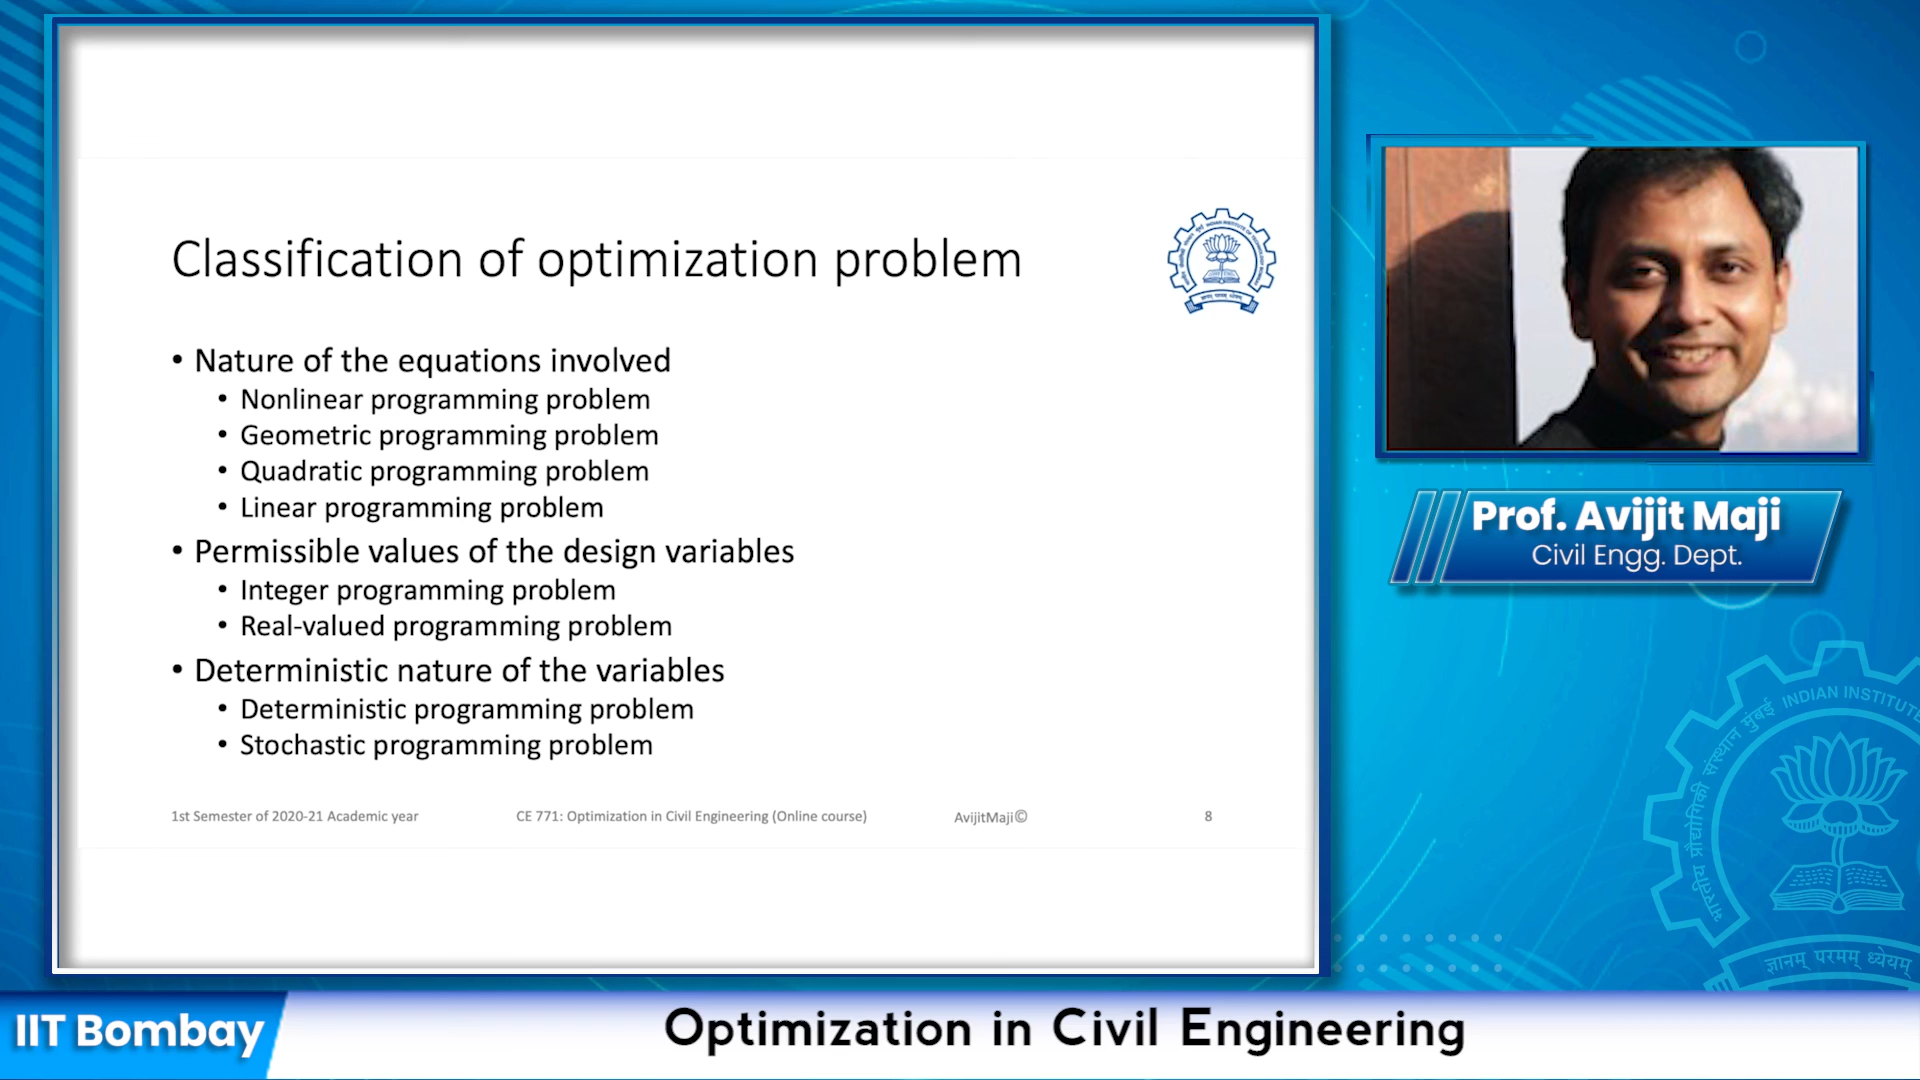 Classification of optimization problem
• Nature of the equations involved
• Nonlinear programming problem
• Geometric programming problem
• Quadratic programming problem
• Linear programming problem
• Permissible values of the design variables
• Integer programming problem
• Real-valued programming problem
• Deterministic nature of the variables
• Deterministic programming problem
• Stochastic programming problem
1st Semester of 2020-21 Academic year
CE 771: Optimization in Civil Engineering (Online course)
AvijitMaji©
8
Prof. Avijit Maji
Civil Engg. Dept.
भारतीय प्रौद्योगिकी संस्थान मुंबई INDIAN INSTITUTE
ज्ञानम् परमम् ध्येयम्
IIT Bombay
Optimization in Civil Engineering